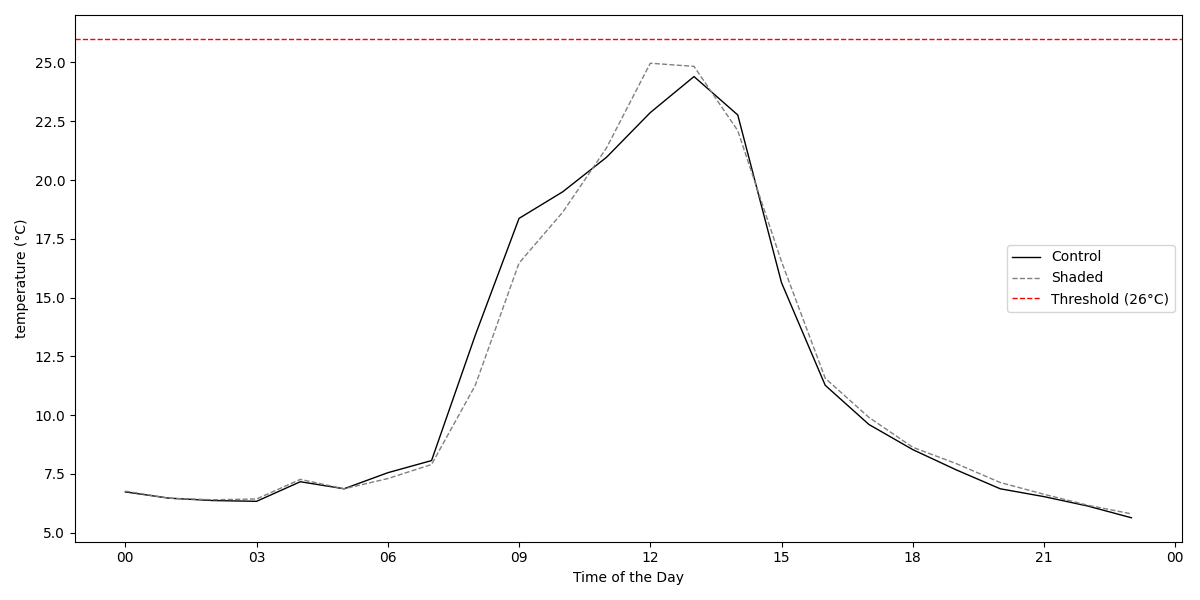 25.0
22.5
20.0
17.5
15.0
12.5
10.0
7.5
5.0
temperature (°C)
Control
Shaded
Threshold (26°C)
00 03 06 09 12 15 18 21 00
Time of the Day